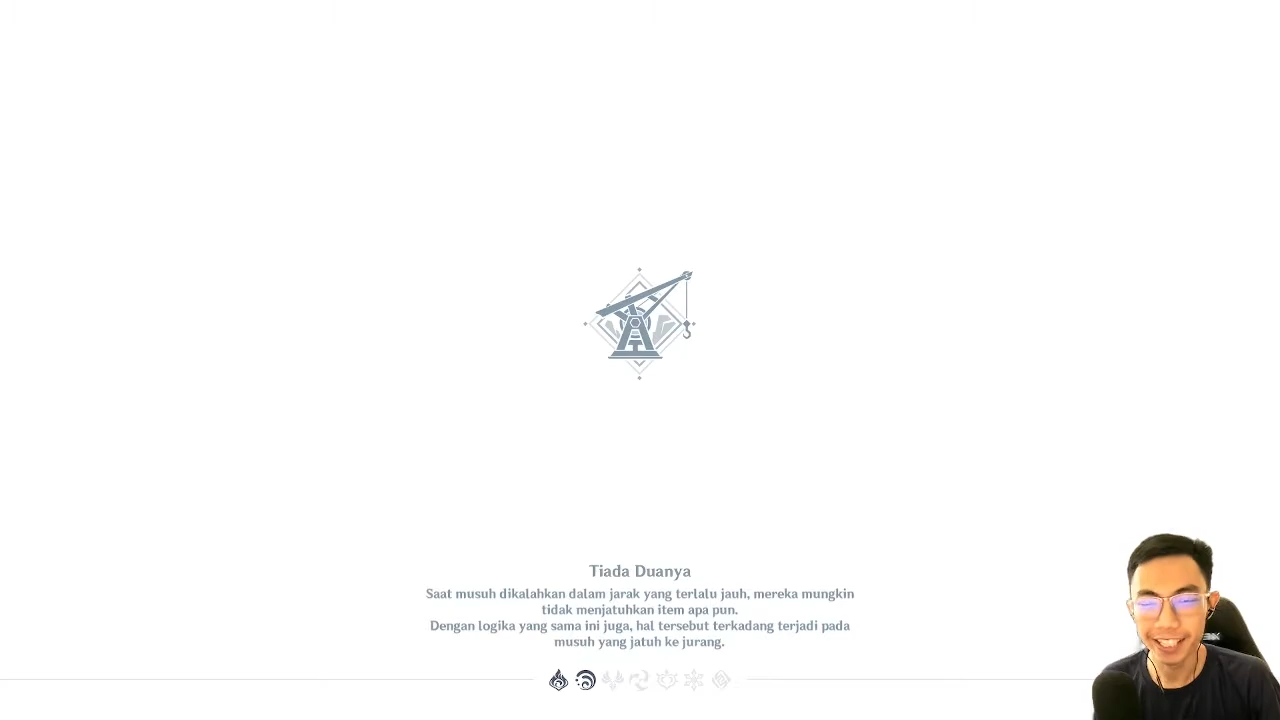 Tiada Duanya
Saat musuh dikalahkan dalam jarak yang terlalu jauh, mereka mungkin
tidak menjatuhkan item apa pun.
Dengan logika yang sama ini juga, hal tersebut terkadang terjadi pada
musuh yang jatuh ke jurang.